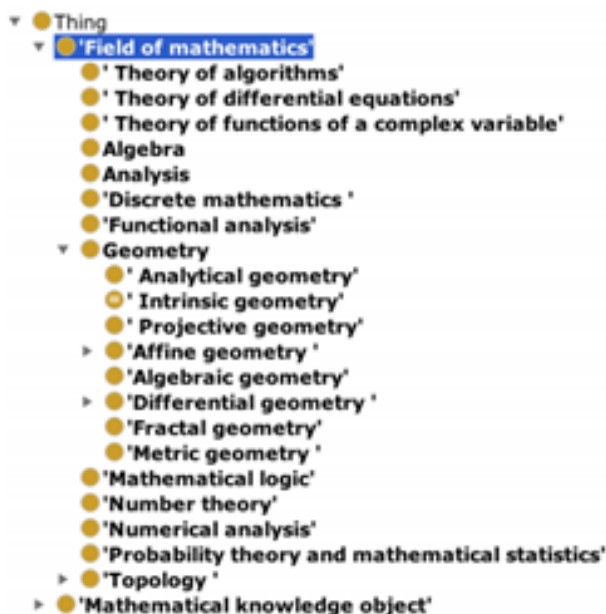 Thing
'Field of mathematics'
' Theory of algorithms'
' Theory of differential equations'
' Theory of functions of a complex variable'
Algebra
Analysis
'Discrete mathematics '
'Functional analysis'
Geometry
' Analytical geometry'
' Intrinsic geometry'
' Projective geometry'
'Affine geometry '
'Algebraic geometry'
'Differential geometry '
'Fractal geometry'
'Metric geometry '
'Mathematical logic'
'Number theory'
'Numerical analysis'
'Probability theory and mathematical statistics'
'Topology '
'Mathematical knowledge object'